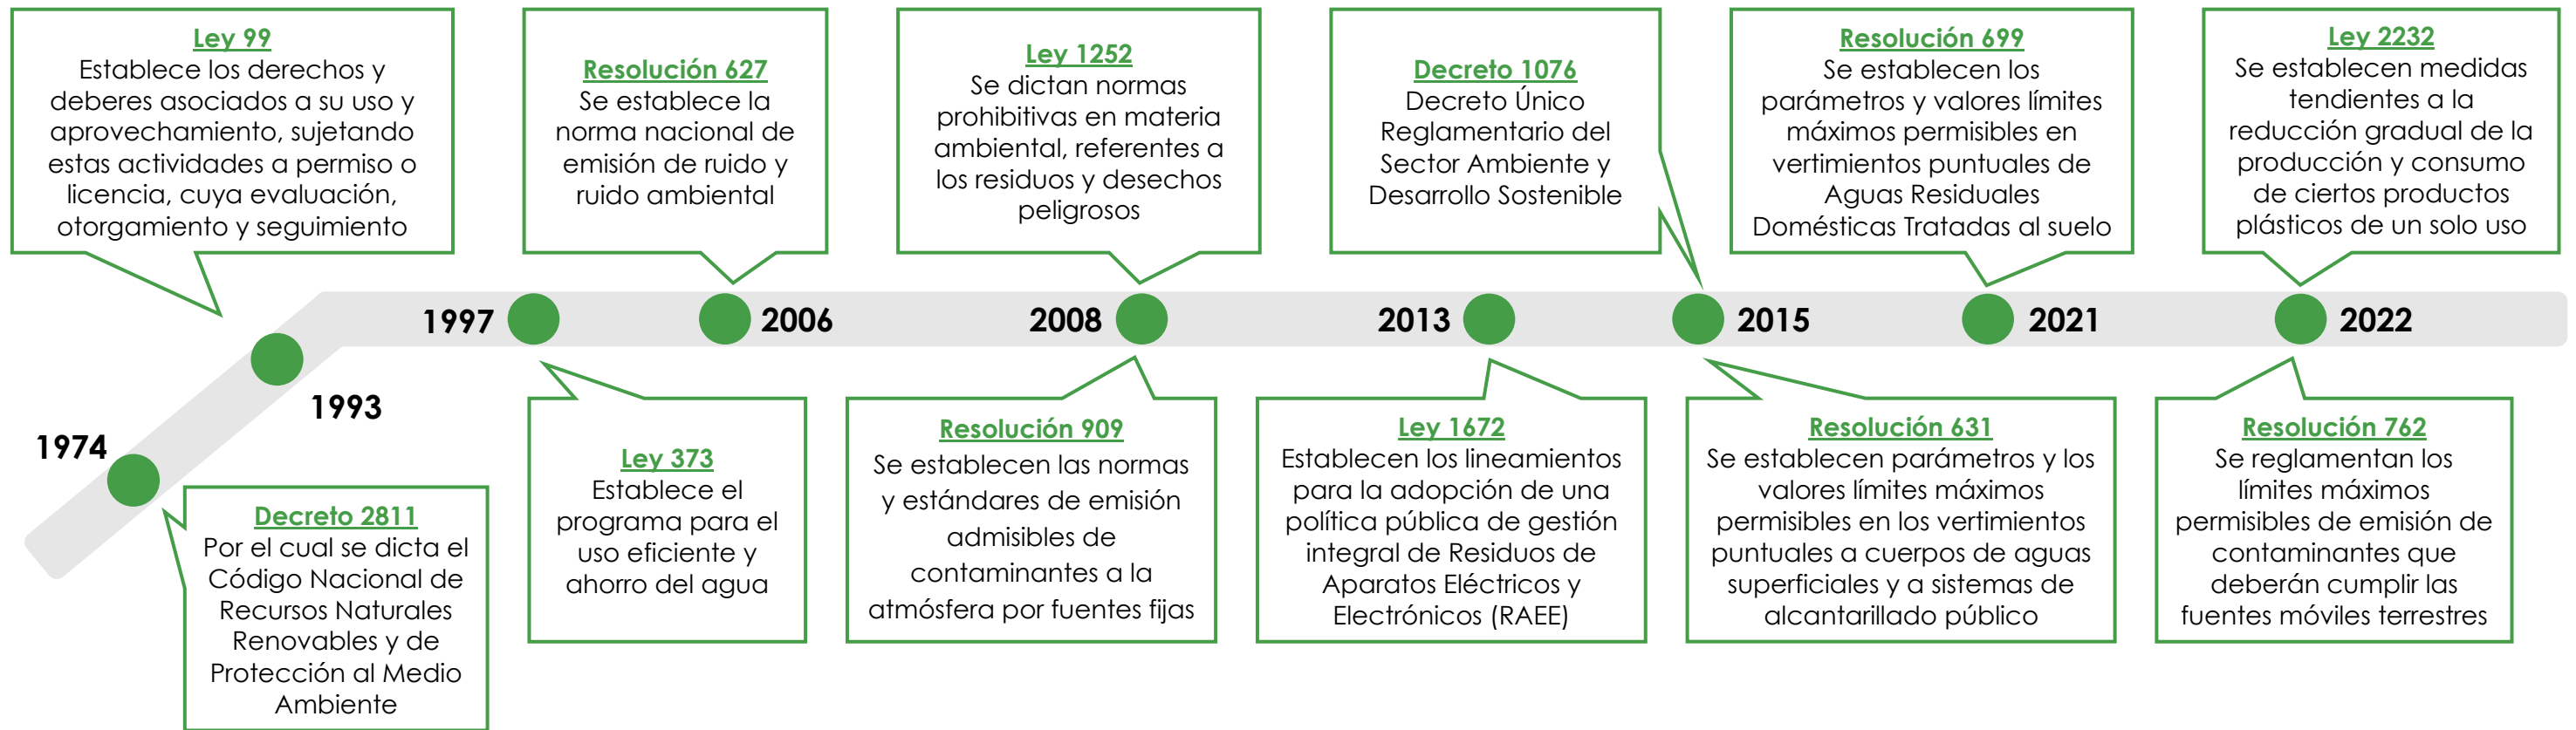 Ley 99
Establece los derechos y
deberes asociados a su uso y
aprovechamiento, sujetando
estas actividades a permiso o
licencia, cuya evaluación,
otorgamiento y seguimiento
Resolución 627
Se establece la
norma nacional de
emisión de ruido y
ruido ambiental
Ley 1252
Se dictan normas
prohibitivas en materia
ambiental, referentes a
los residuos y desechos
peligrosos
Decreto 1076
Decreto Único
Reglamentario del
Sector Ambiente y
Desarrollo Sostenible
Resolución 699
Se establecen los
parámetros y valores límites
máximos permisibles en
vertimientos puntuales de
Aguas Residuales
Domésticas Tratadas al suelo
Ley 2232
Se establecen medidas
tendientes a la
reducción gradual de la
producción y consumo
de ciertos productos
plásticos de un solo uso
1974
1993
1997
2006
2008
2013
2015
2021
2022
Decreto 2811
Por el cual se dicta el
Código Nacional de
Recursos Naturales
Renovables y de
Protección al Medio
Ambiente
Ley 373
Establece el
programa para el
uso eficiente y
ahorro del agua
Resolución 909
Se establecen las normas
y estándares de emisión
admisibles de
contaminantes a la
atmósfera por fuentes fijas
Ley 1672
Establecen los lineamientos
para la adopción de una
política pública de gestión
integral de Residuos de
Aparatos Eléctricos y
Electrónicos (RAEE)
Resolución 631
Se establecen parámetros y los
valores límites máximos
permisibles en los vertimientos
puntuales a cuerpos de aguas
superficiales y a sistemas de
alcantarillado público
Resolución 762
Se reglamentan los
límites máximos
permisibles de emisión de
contaminantes que
deberán cumplir las
fuentes móviles terrestres